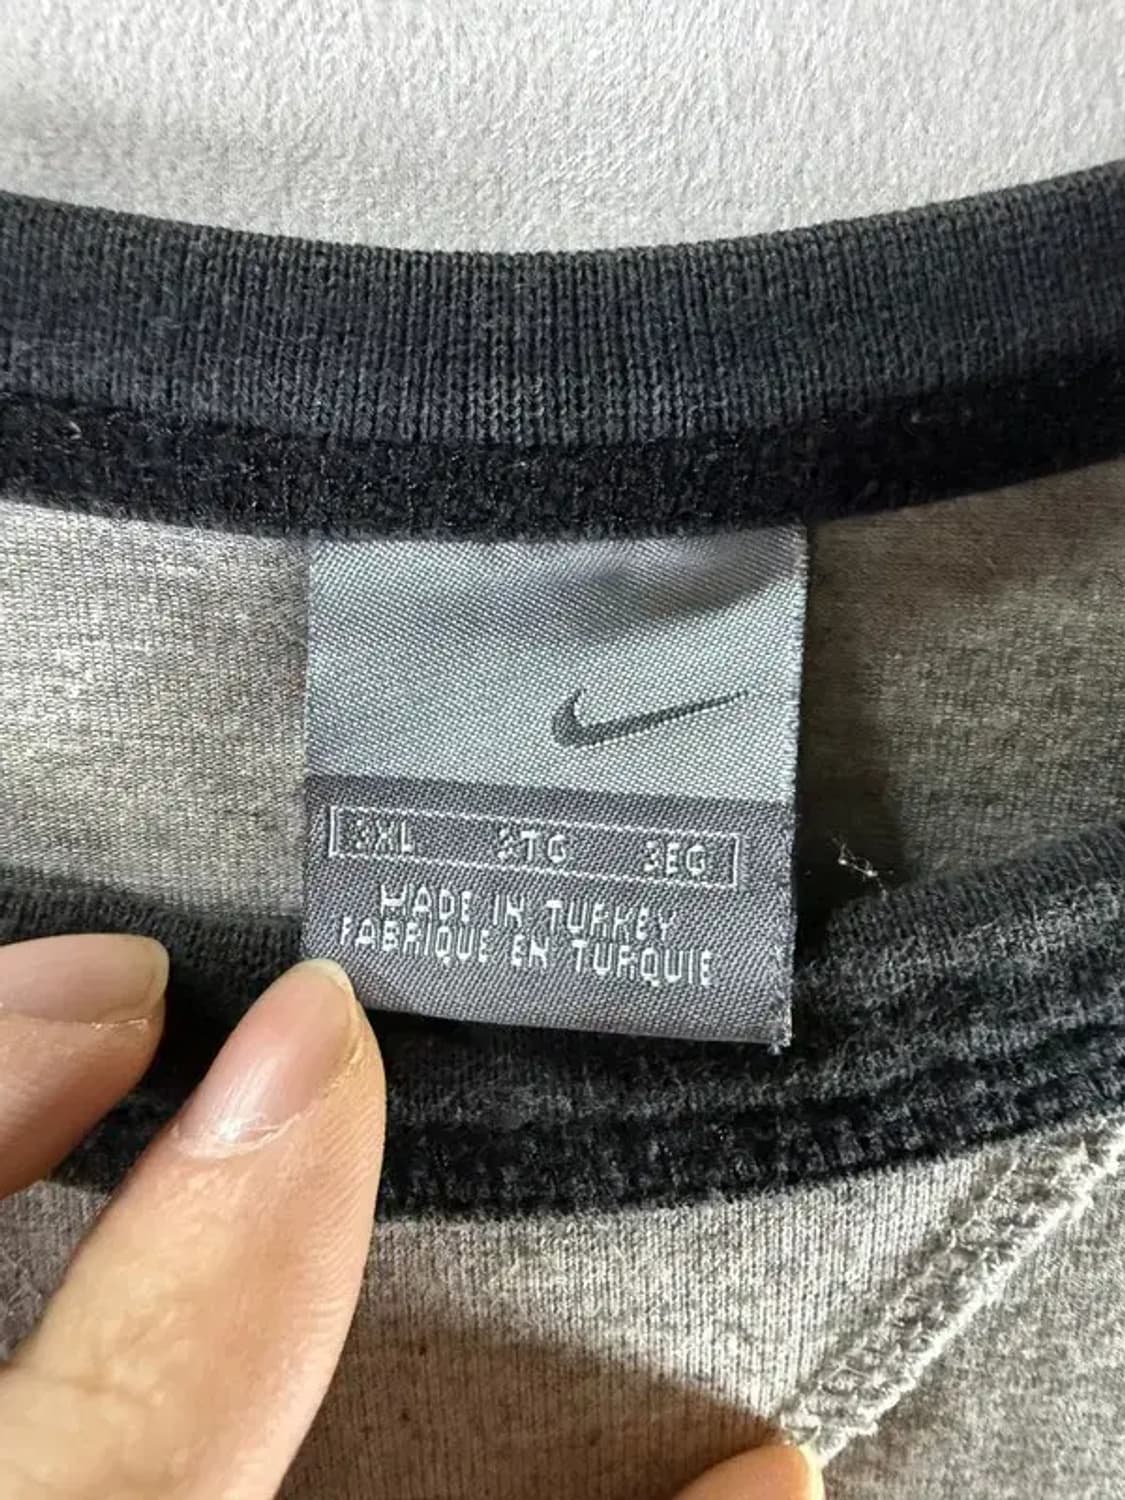 3XL 3TG 3EG
MADE IN TURKEY
FABRIQUE EN TURQUIE